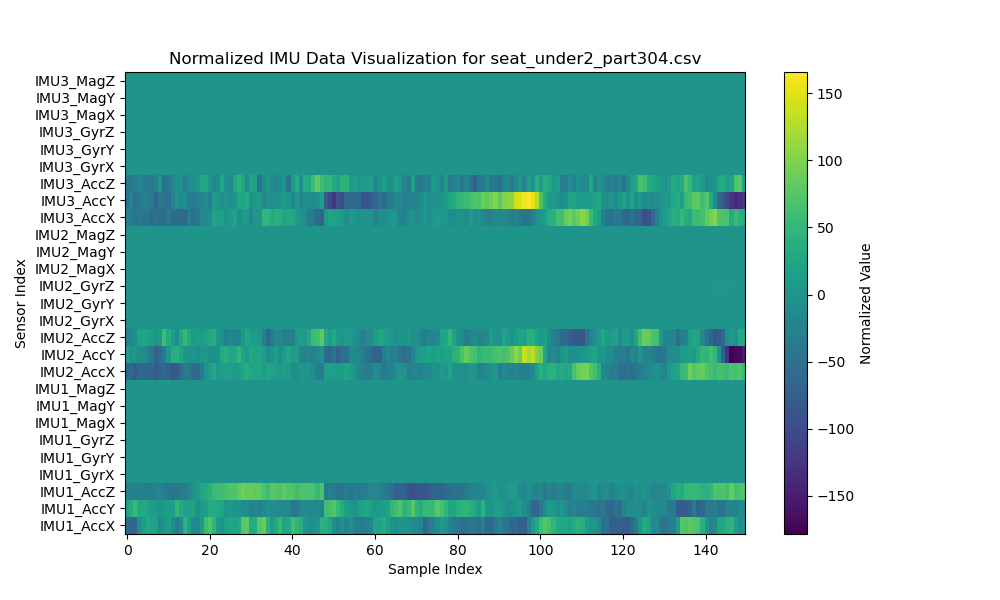 Normalized IMU Data Visualization for seat_under2_part304.csv
IMU3_MagZ
IMU3_MagY
IMU3_MagX
IMU3_GyrZ
IMU3_GyrY
IMU3_GyrX
IMU3_AccZ
IMU3_AccY
IMU3_AccX
IMU2_MagZ
IMU2_MagY
IMU2_MagX
IMU2_GyrZ
IMU2_GyrY
IMU2_GyrX
IMU2_AccZ
IMU2_AccY
IMU2_AccX
IMU1_MagZ
IMU1_MagY
IMU1_MagX
IMU1_GyrZ
IMU1_GyrY
IMU1_GyrX
IMU1_AccZ
IMU1_AccY
IMU1_AccX
Sensor Index
0 20 40 60 80 100 120 140
Sample Index
150
100
50
0
−50
−100
−150
Normalized Value